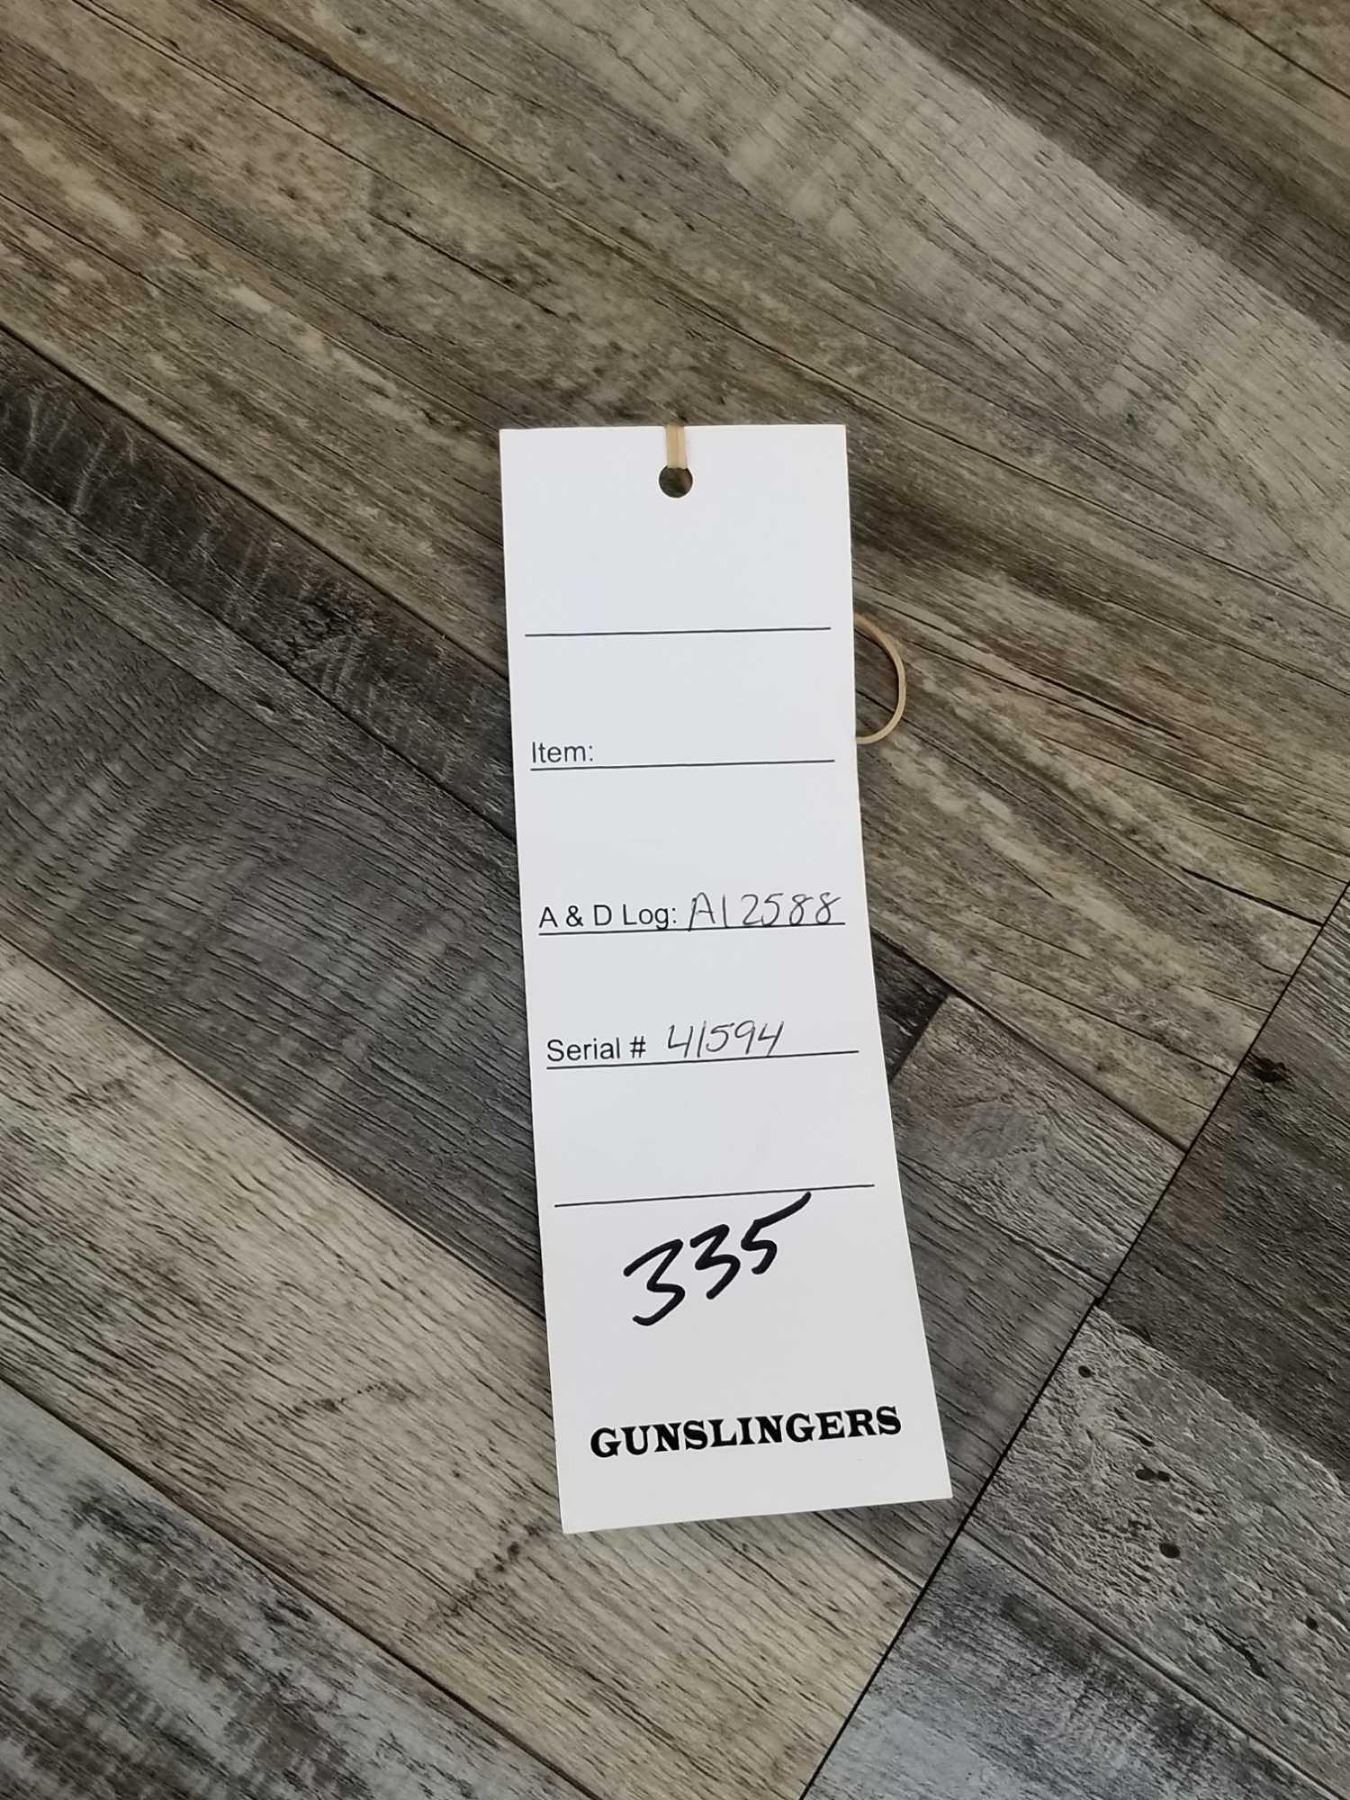 Item:
A & D Log: A12588
Serial # 41594
335
GUNSLINGERS